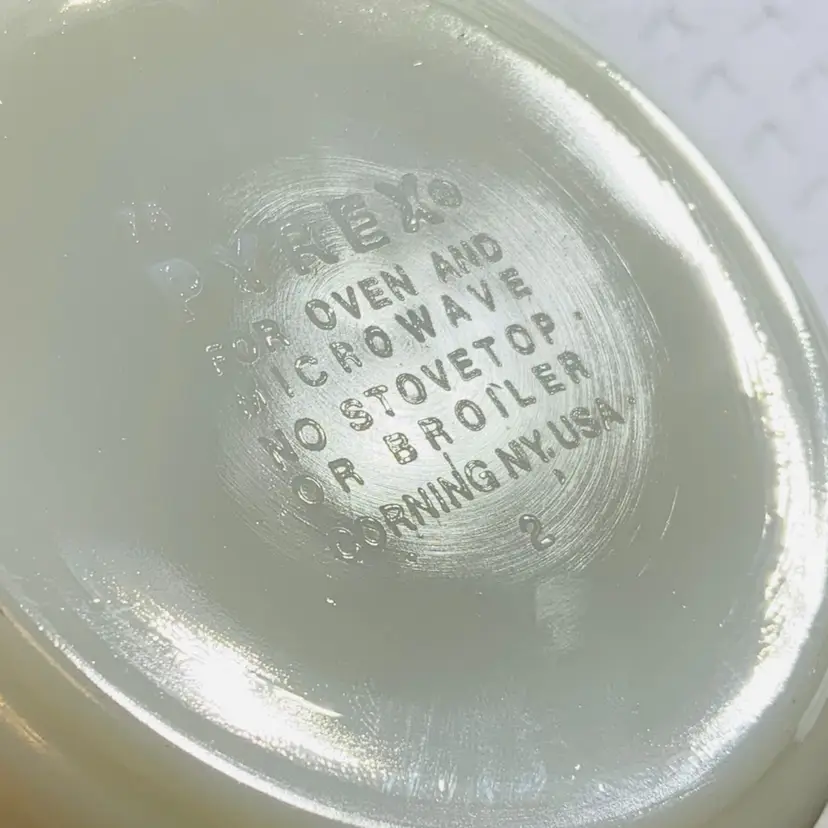 PYREX®
FOR OVEN AND
MICROWAVE
NO STOVETOP
OR BROILER
CORNING NY, USA
2